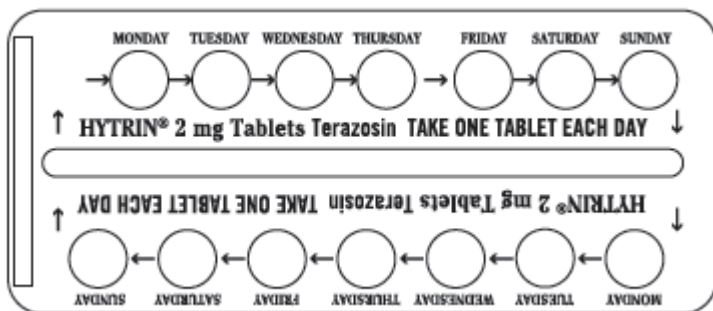 MONDAY TUESDAY WEDNESDAY THURSDAY FRIDAY SATURDAY SUNDAY
HYTRIN® 2 mg Tablets Terazosin TAKE ONE TABLET EACH DAY
HYTRIN® 2 mg Tablets Terazosin TAKE ONE TABLET EACH DAY
MONDAY TUESDAY WEDNESDAY THURSDAY FRIDAY SATURDAY SUNDAY